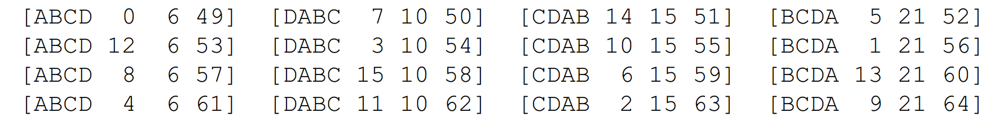 [ABCD  0  6 49] [DABC  7 10 50] [CDAB 14 15 51] [BCDA  5 21 52]
[ABCD 12  6 53] [DABC  3 10 54] [CDAB 10 15 55] [BCDA  1 21 56]
[ABCD  8  6 57] [DABC 15 10 58] [CDAB  6 15 59] [BCDA 13 21 60]
[ABCD  4  6 61] [DABC 11 10 62] [CDAB  2 15 63] [BCDA  9 21 64]